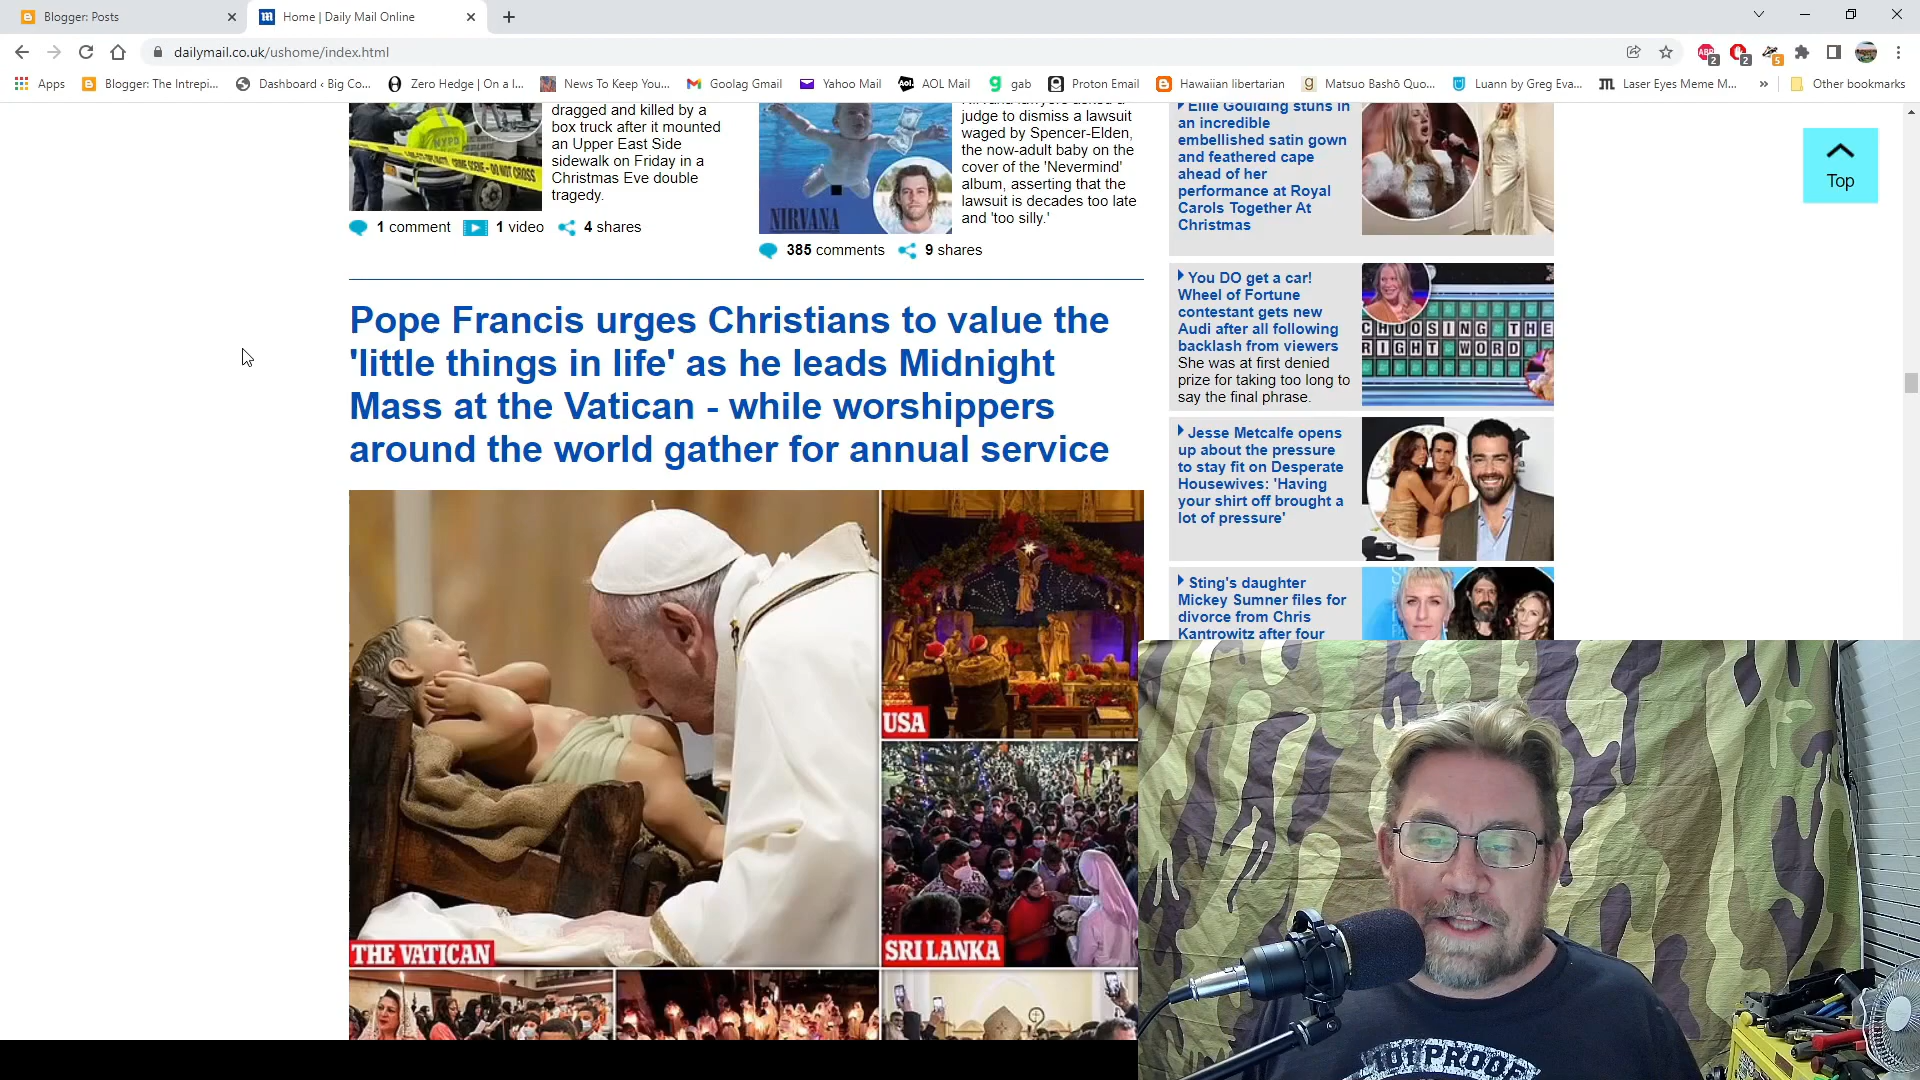 Blogger: Posts
Home | Daily Mail Online
dailymail.co.uk/ushome/index.html
Apps
Blogger: The Intrepi...
Dashboard ‹ Big Co...
Zero Hedge | On a l...
News To Keep You...
Goolag Gmail
Yahoo Mail
AOL Mail
gab
Proton Email
Hawaiian libertarian
Matsuo Bashō Quo...
Luann by Greg Eva...
Laser Eyes Meme M...
»
Other bookmarks
dragged and killed by a
box truck after it mounted
an Upper East Side
sidewalk on Friday in a
Christmas Eve double
tragedy.
1 comment 1 video 4 shares
NIRVANA
judge to dismiss a lawsuit
waged by Spencer-Elden,
the now-adult baby on the
cover of the 'Nevermind'
album, asserting that the
lawsuit is decades too late
and 'too silly.'
385 comments 9 shares
Pope Francis urges Christians to value the
'little things in life' as he leads Midnight
Mass at the Vatican - while worshippers
around the world gather for annual service
THE VATICAN
USA
SRI LANKA
Ellie Goulding stuns in
an incredible
embellished satin gown
and feathered cape
ahead of her
performance at Royal
Carols Together At
Christmas
You DO get a car!
Wheel of Fortune
contestant gets new
Audi after all following
backlash from viewers
She was at first denied
prize for taking too long to
say the final phrase.
CHOOSING THE
RIGHT WORD
Jesse Metcalfe opens
up about the pressure
to stay fit on Desperate
Housewives: 'Having
your shirt off brought a
lot of pressure'
Sting's daughter
Mickey Sumner files for
divorce from Chris
Kantrowitz after four
Top